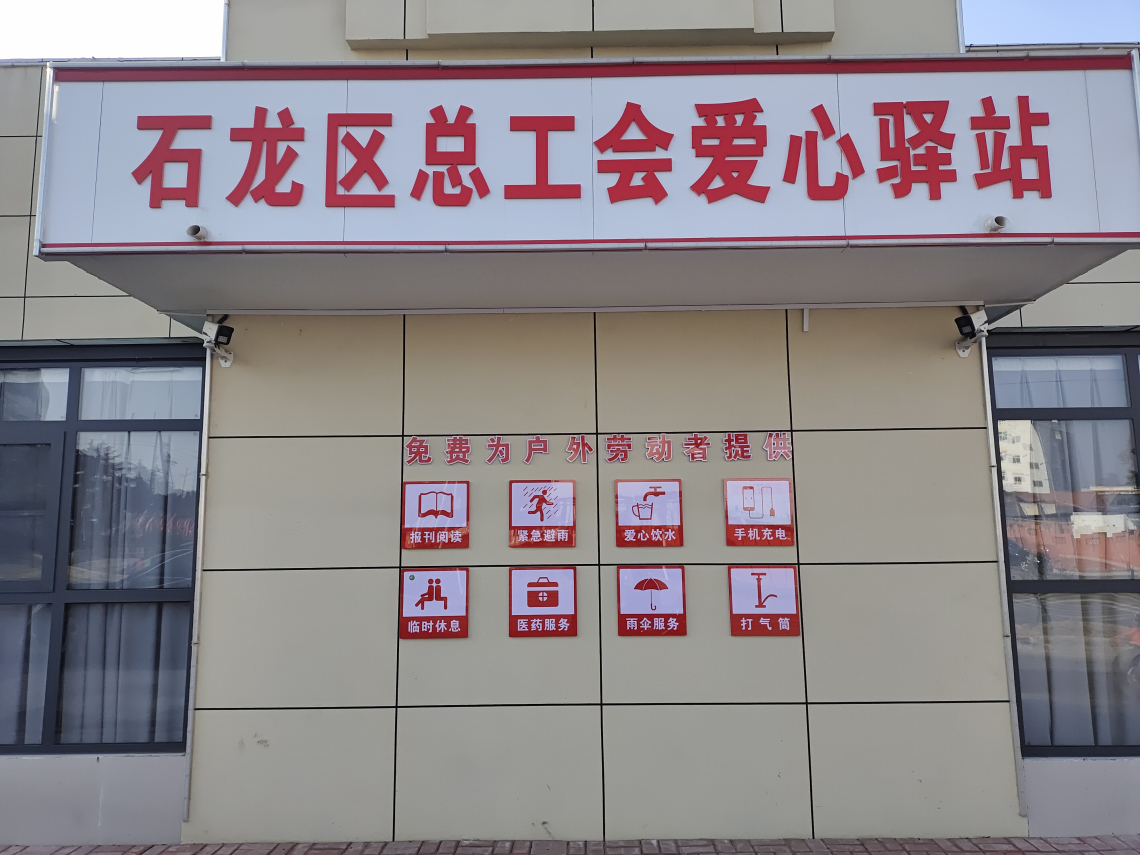 石龙区总工会爱心驿站
免费为户外劳动者提供
报刊阅读 紧急避雨 爱心饮水 手机充电
临时休息 医药服务 雨伞服务 打气筒